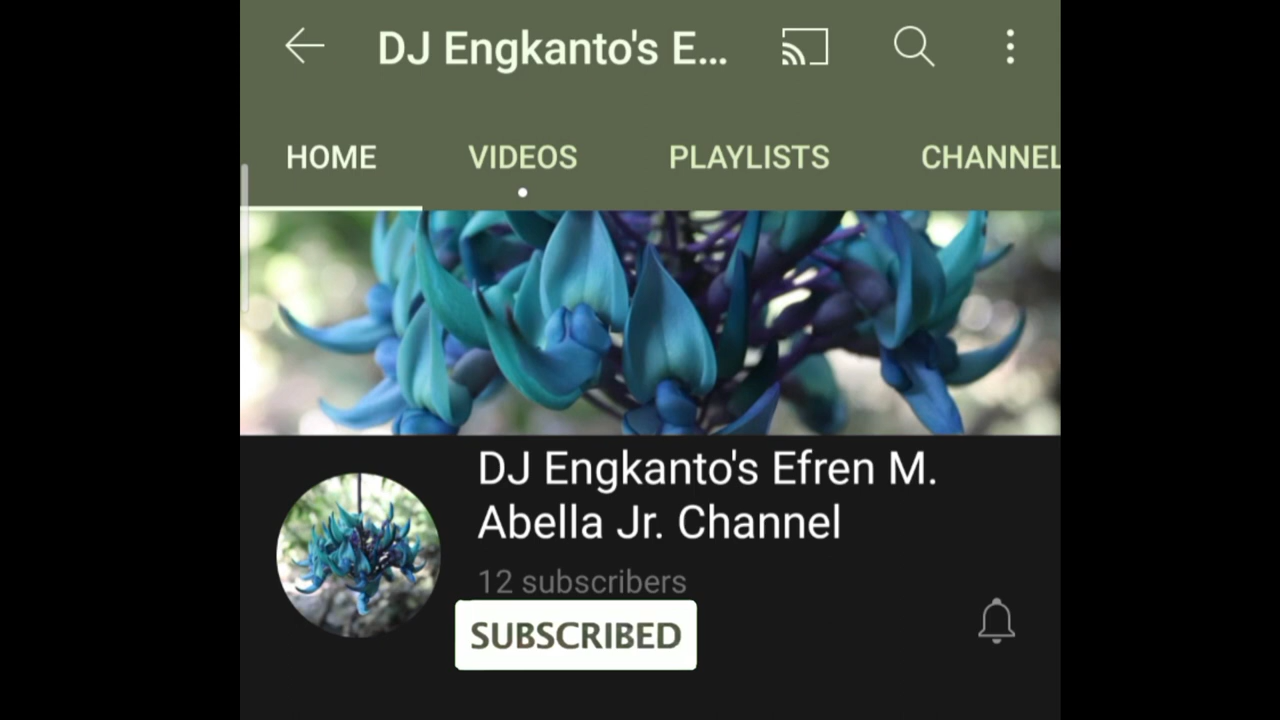 DJ Engkanto's E...
HOME VIDEOS PLAYLISTS CHANNEL
DJ Engkanto's Efren M.
Abella Jr. Channel
12 subscribers
SUBSCRIBED